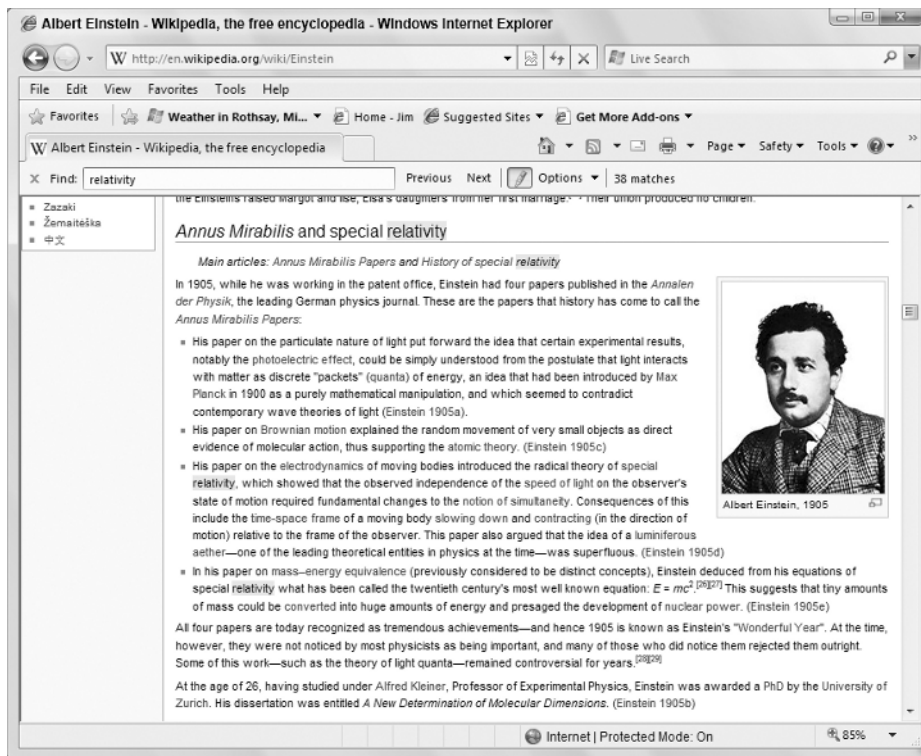 Albert Einstein - Wikipedia, the free encyclopedia - Windows Internet Explorer
W http://en.wikipedia.org/wiki/Einstein
Live Search
File Edit View Favorites Tools Help
Favorites Weather in Rothsay, Mi... Home - Jim Suggested Sites Get More Add-ons
W Albert Einstein - Wikipedia, the free encyclopedia
Page Safety Tools »
X Find: relativity Previous Next Options 38 matches
Zazaki
Žemaitėška
中文
the Einsteins raised Margot and Ilse, Elsa's daughters from her first marriage. Their union produced no children.
Annus Mirabilis and special relativity
Main articles: Annus Mirabilis Papers and History of special relativity
In 1905, while he was working in the patent office, Einstein had four papers published in the Annalen
der Physik, the leading German physics journal. These are the papers that history has come to call the
Annus Mirabilis Papers:
His paper on the particulate nature of light put forward the idea that certain experimental results,
notably the photoelectric effect, could be simply understood from the postulate that light interacts
with matter as discrete "packets" (quanta) of energy, an idea that had been introduced by Max
Planck in 1900 as a purely mathematical manipulation, and which seemed to contradict
contemporary wave theories of light (Einstein 1905a).
His paper on Brownian motion explained the random movement of very small objects as direct
evidence of molecular action, thus supporting the atomic theory. (Einstein 1905c)
His paper on the electrodynamics of moving bodies introduced the radical theory of special
relativity, which showed that the observed independence of the speed of light on the observer's
state of motion required fundamental changes to the notion of simultaneity. Consequences of this
include the time-space frame of a moving body slowing down and contracting (in the direction of
motion) relative to the frame of the observer. This paper also argued that the idea of a luminiferous
aether—one of the leading theoretical entities in physics at the time—was superfluous. (Einstein 1905d)
In his paper on mass–energy equivalence (previously considered to be distinct concepts), Einstein deduced from his equations of
special relativity what has been called the twentieth century's most well known equation: E = mc².[26][27] This suggests that tiny amounts
of mass could be converted into huge amounts of energy and presaged the development of nuclear power. (Einstein 1905e)
Albert Einstein, 1905
All four papers are today recognized as tremendous achievements—and hence 1905 is known as Einstein's "Wonderful Year". At the time,
however, they were not noticed by most physicists as being important, and many of those who did notice them rejected them outright.
Some of this work—such as the theory of light quanta—remained controversial for years.[28][29]
At the age of 26, having studied under Alfred Kleiner, Professor of Experimental Physics, Einstein was awarded a PhD by the University of
Zurich. His dissertation was entitled A New Determination of Molecular Dimensions. (Einstein 1905b)
Internet | Protected Mode: On
85%